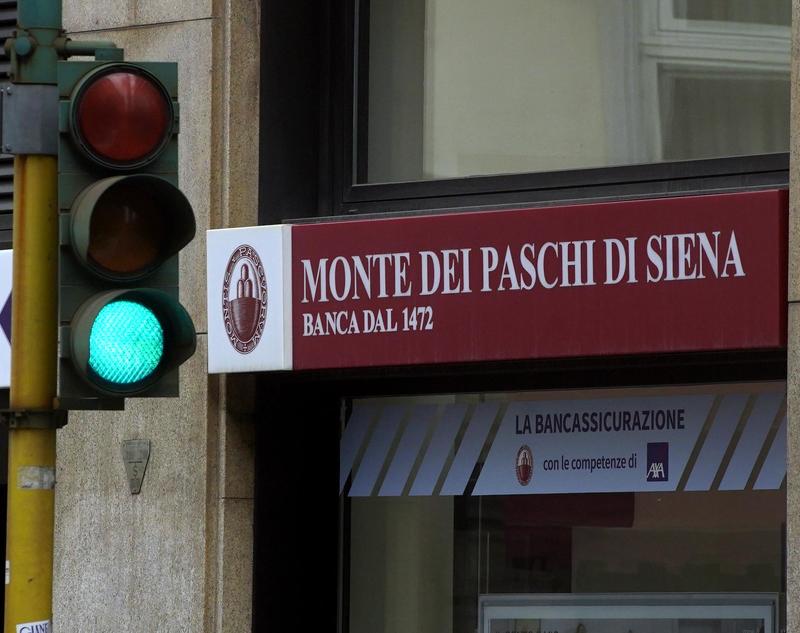 MONTE DEI PASCHI DI SIENA
BANCA DAL 1472
LA BANCASSICURAZIONE
con le competenze di AXA